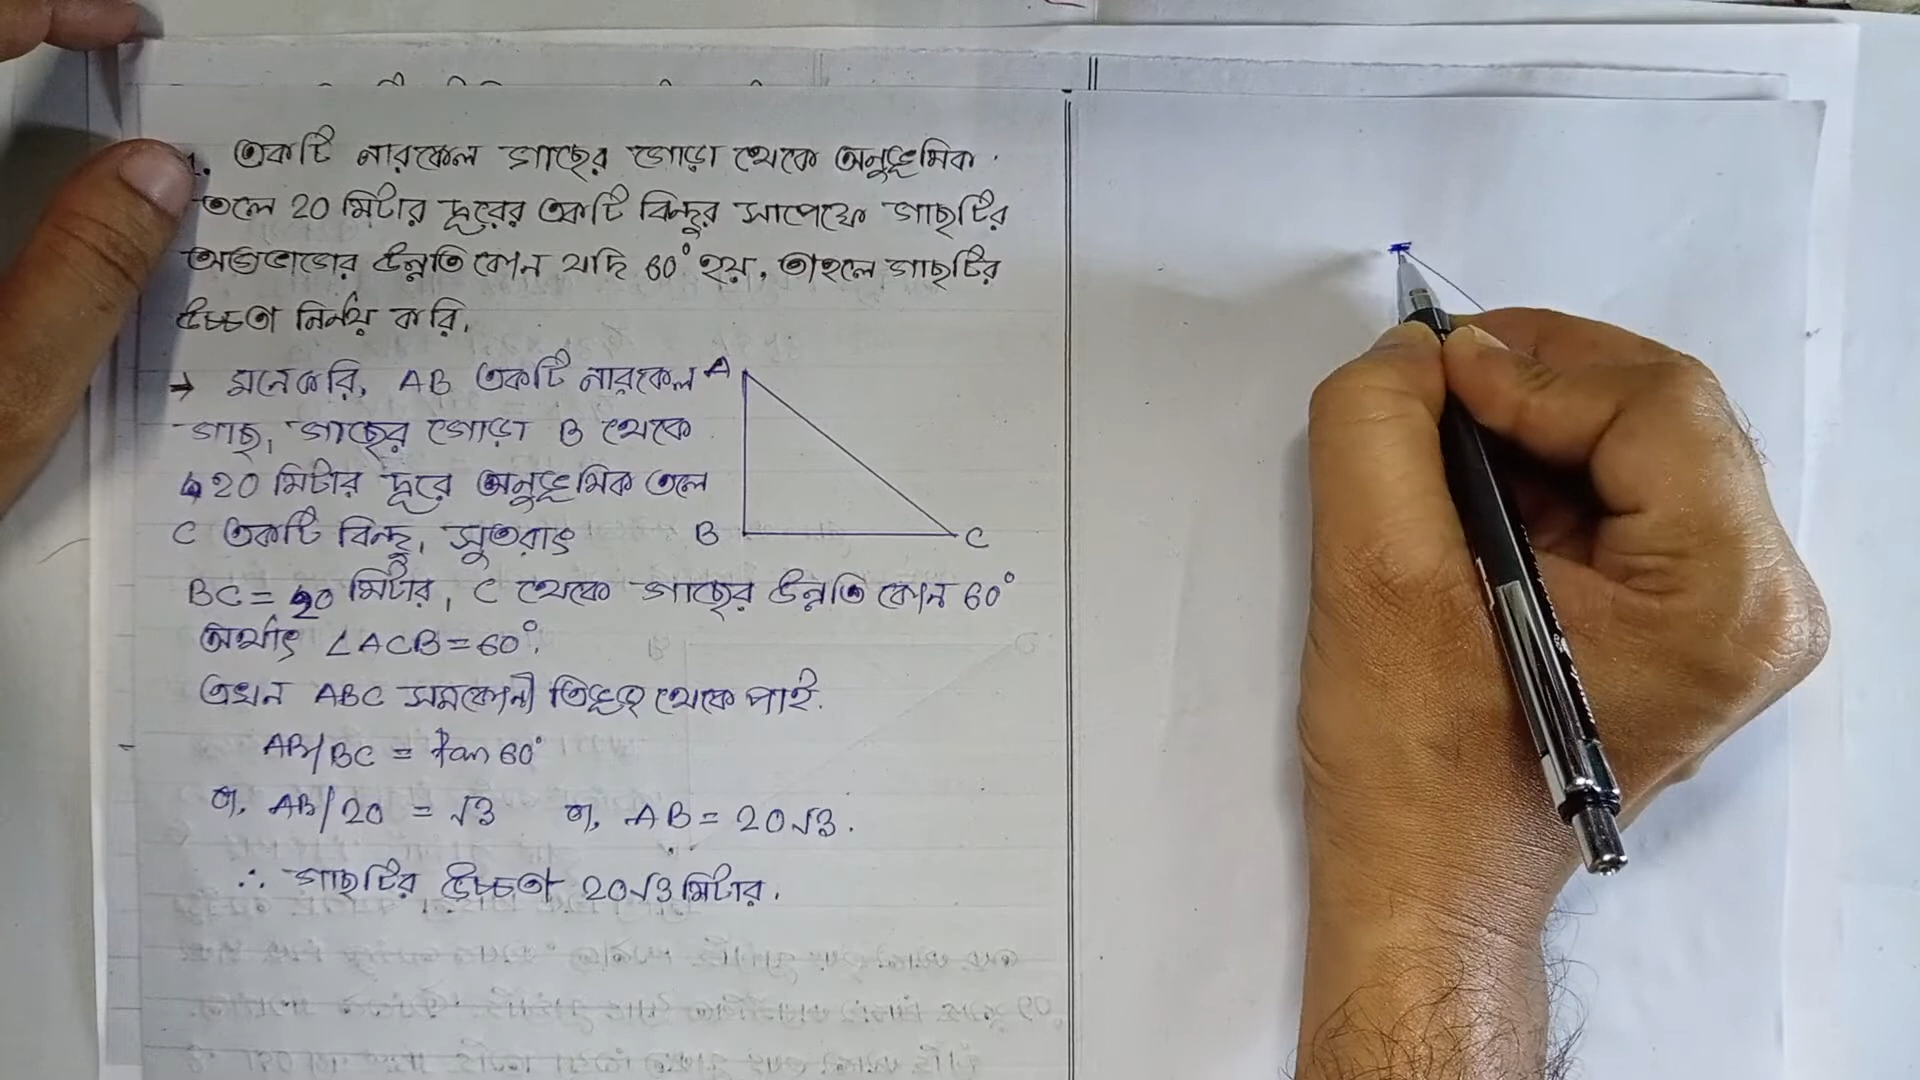 1. একটি নারকেল গাছের গোড়া থেকে অনুভূমিক
তলে 20 মিটার দূরের একটি বিন্দুর সাপেক্ষে গাছটির
অগ্রভাগের উন্নতি কোন যদি 60° হয়, তাহলে গাছটির
উচ্চতা নির্নয় করি।
→ মনেকরি, AB একটি নারকেল
গাছ, গাছের গোড়া B থেকে
20 মিটার দূরে অনুভূমিক তলে
C একটি বিন্দু, সুতরাং
A
B
C
BC = 20 মিটার, C থেকে গাছের উন্নতি কোন 60°
অর্থাৎ ∠ACB = 60°.
এখন ABC সমকোনী ত্রিভুজ থেকে পাই.
AB/BC = tan 60°
বা, AB/20 = √3 বা, AB = 20√3.
∴ গাছটির উচ্চতা 20√3 মিটার.